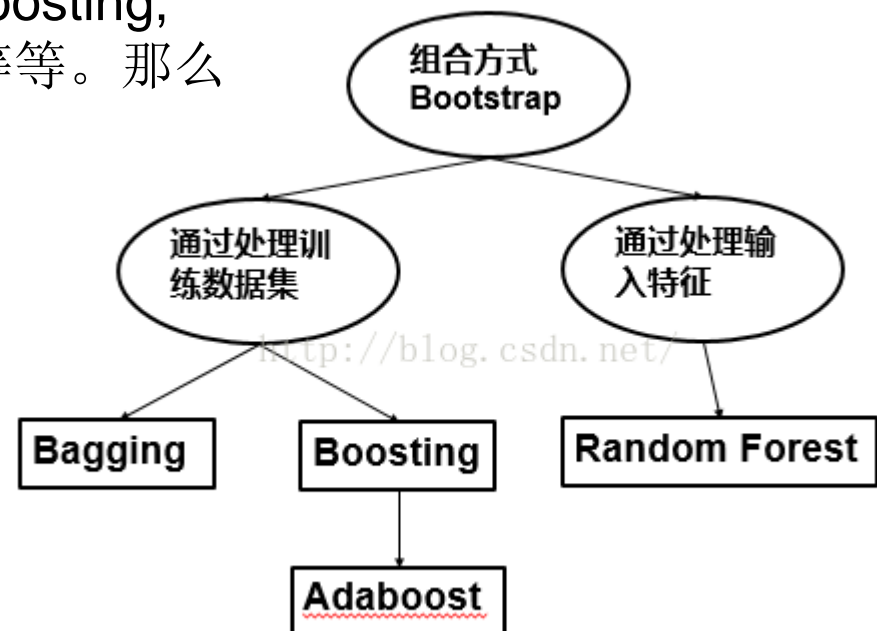 oosting,
等等。那么
组合方式
Bootstrap
通过处理训
练数据集
通过处理输
入特征
http://blog.csdn.net/
Bagging
Boosting
Random Forest
Adaboost